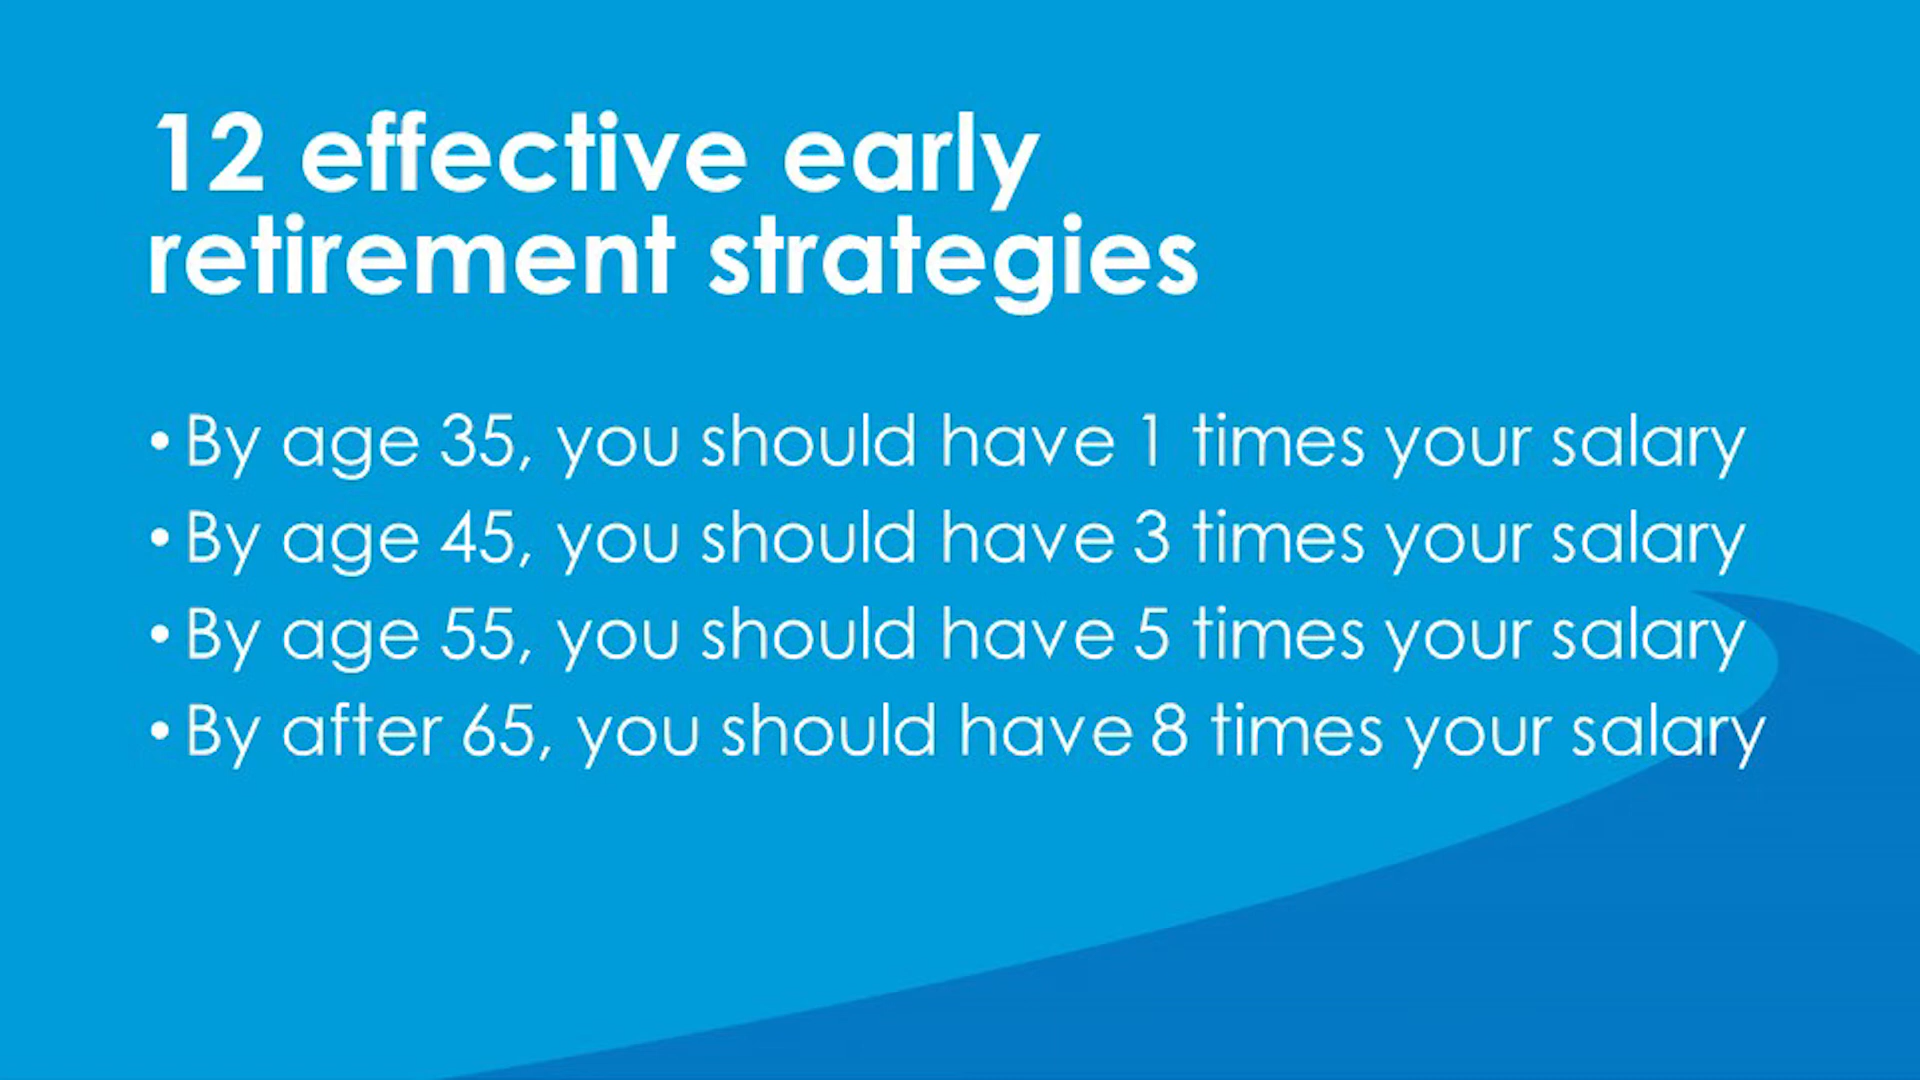 12 effective early
retirement strategies
• By age 35, you should have 1 times your salary
• By age 45, you should have 3 times your salary
• By age 55, you should have 5 times your salary
• By after 65, you should have 8 times your salary